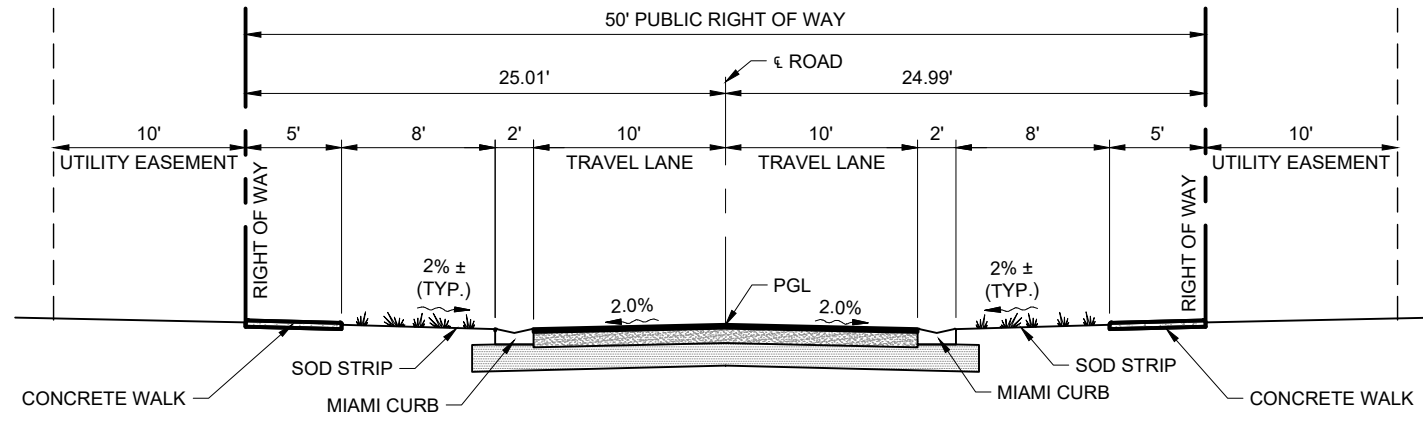 50' PUBLIC RIGHT OF WAY
℄ ROAD
25.01'
24.99'
10'
5'
8'
2'
10'
10'
2'
8'
5'
10'
UTILITY EASEMENT
TRAVEL LANE
TRAVEL LANE
UTILITY EASEMENT
RIGHT OF WAY
RIGHT OF WAY
2% ±
(TYP.)
2.0%
PGL
2.0%
2% ±
(TYP.)
SOD STRIP
SOD STRIP
CONCRETE WALK
MIAMI CURB
MIAMI CURB
CONCRETE WALK